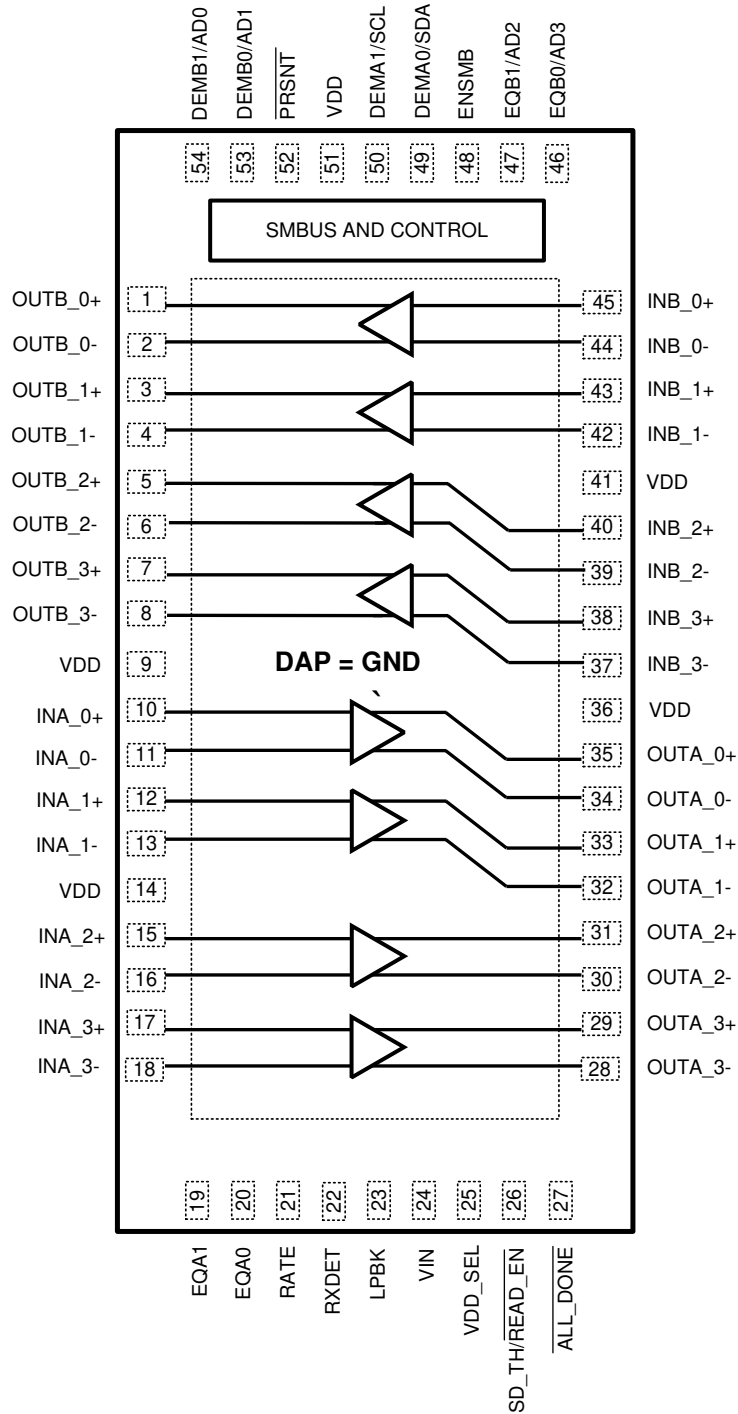 DEMB1/AD0
DEMB0/AD1
PRSNT
VDD
DEMA1/SCL
DEMA0/SDA
ENSMB
EQB1/AD2
EQB0/AD3
54 53 52 51 50 49 48 47 46
SMBUS AND CONTROL
OUTB_0+ 1 45 INB_0+
OUTB_0- 2 44 INB_0-
OUTB_1+ 3 43 INB_1+
OUTB_1- 4 42 INB_1-
OUTB_2+ 5 41 VDD
OUTB_2- 6 40 INB_2+
OUTB_3+ 7 39 INB_2-
OUTB_3- 8 38 INB_3+
VDD 9 DAP = GND 37 INB_3-
`
INA_0+ 10 36 VDD
INA_0- 11 35 OUTA_0+
INA_1+ 12 34 OUTA_0-
INA_1- 13 33 OUTA_1+
VDD 14 32 OUTA_1-
INA_2+ 15 31 OUTA_2+
INA_2- 16 30 OUTA_2-
INA_3+ 17 29 OUTA_3+
INA_3- 18 28 OUTA_3-
19 20 21 22 23 24 25 26 27
EQA1
EQA0
RATE
RXDET
LPBK
VIN
VDD_SEL
SD_TH/READ_EN
ALL_DONE